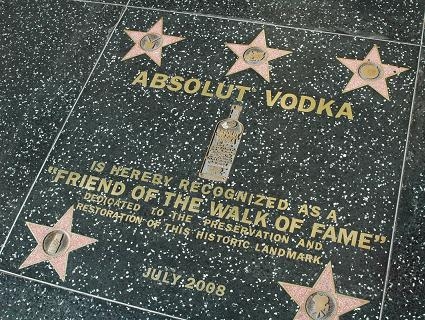 ABSOLUT VODKA
IS HEREBY RECOGNIZED AS A
"FRIEND OF THE WALK OF FAME"
DEDICATED TO THE PRESERVATION AND
RESTORATION OF THIS HISTORIC LANDMARK
JULY 2008